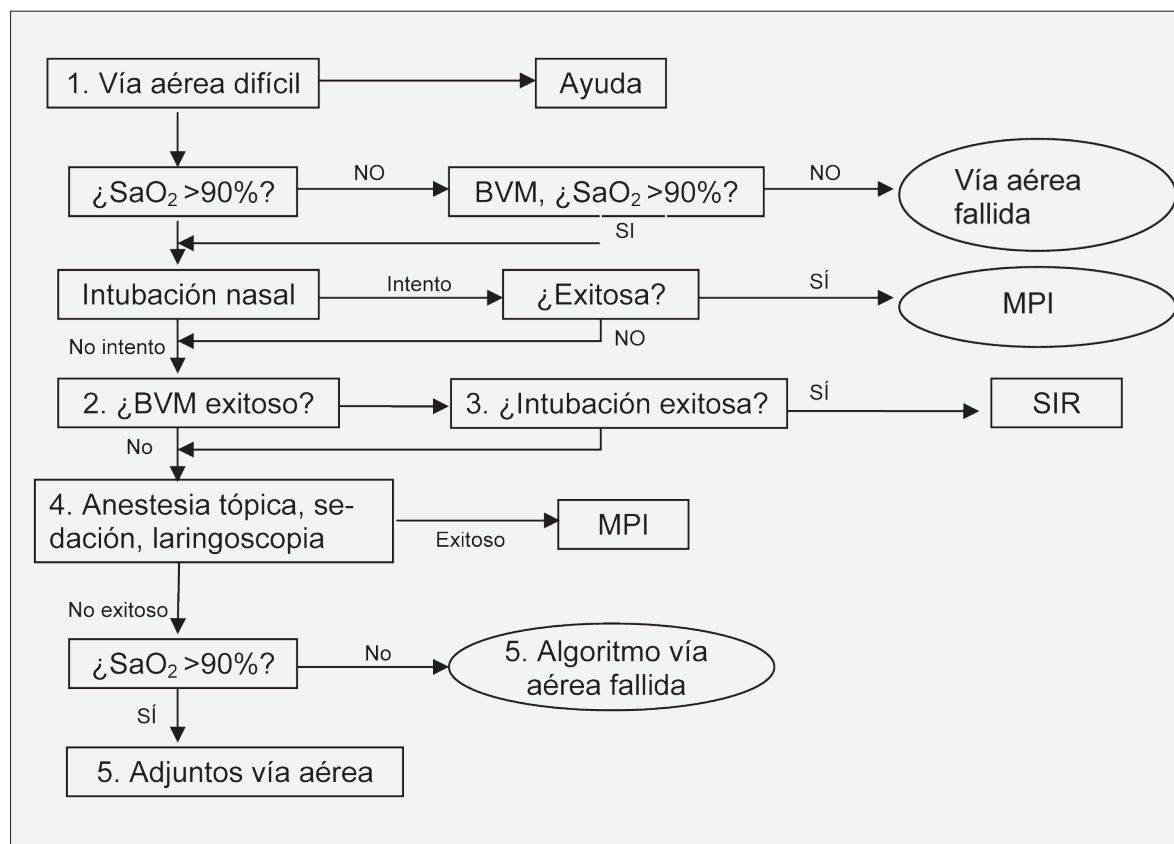 1. Vía aérea difícil
Ayuda
¿SaO₂ >90%?
NO
BVM, ¿SaO₂ >90%?
NO
Vía aérea
fallida
SI
Intubación nasal
Intento
¿Exitosa?
SÍ
MPI
NO
No intento
2. ¿BVM exitoso?
3. ¿Intubación exitosa?
SÍ
SIR
No
4. Anestesia tópica, se-
dación, laringoscopia
Exitoso
MPI
No exitoso
¿SaO₂ >90%?
No
5. Algoritmo vía
aérea fallida
SÍ
5. Adjuntos vía aérea